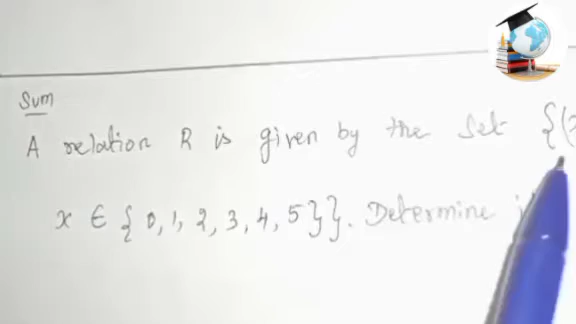 Sum
A relation R is given by the set {(
x ∈ {0, 1, 2, 3, 4, 5}}. Determine